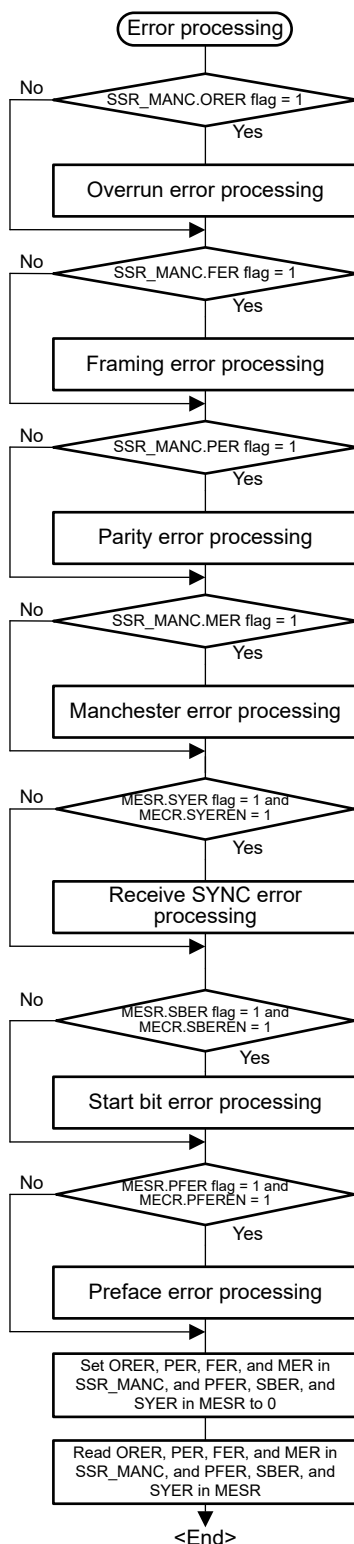 Error processing
No
SSR_MANC.ORER flag = 1
Yes
Overrun error processing
No
SSR_MANC.FER flag = 1
Yes
Framing error processing
No
SSR_MANC.PER flag = 1
Yes
Parity error processing
No
SSR_MANC.MER flag = 1
Yes
Manchester error processing
No
MESR.SYER flag = 1 and
MECR.SYEREN = 1
Yes
Receive SYNC error
processing
No
MESR.SBER flag = 1 and
MECR.SBEREN = 1
Yes
Start bit error processing
No
MESR.PFER flag = 1 and
MECR.PFEREN = 1
Yes
Preface error processing
Set ORER, PER, FER, and MER in
SSR_MANC, and PFER, SBER, and
SYER in MESR to 0
Read ORER, PER, FER, and MER in
SSR_MANC, and PFER, SBER, and
SYER in MESR
<End>